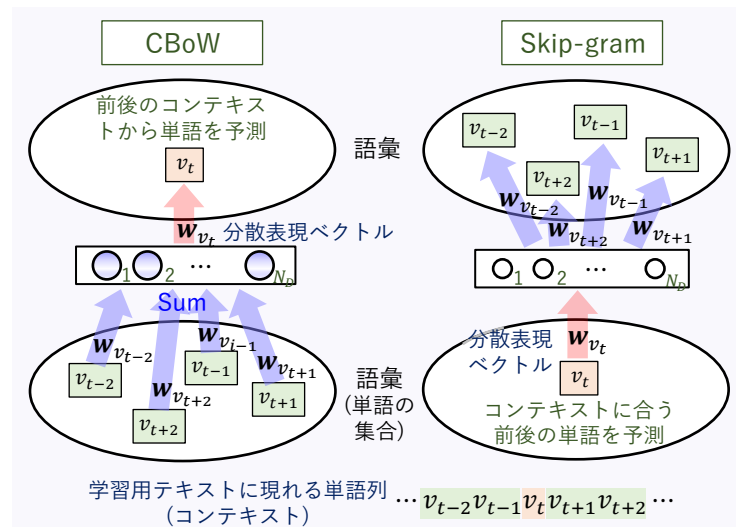 CBoW
前後のコンテキス
トから単語を予測
v_t
w_{v_t} 分散表現ベクトル
1 2 … N_D
Sum
w_{v_{t-2}}
w_{v_{t+2}}
w_{v_{i-1}}
w_{v_{t+1}}
v_{t-2}
v_{t+2}
v_{t-1}
v_{t+1}
語彙
語彙
(単語の
集合)
Skip-gram
v_{t-2}
v_{t+2}
v_{t-1}
v_{t+1}
w_{v_{t-2}}
w_{v_{t+2}}
w_{v_{t-1}}
w_{v_{t+1}}
1 2 … N_D
分散表現
ベクトル
w_{v_t}
v_t
コンテキストに合う
前後の単語を予測
学習用テキストに現れる単語列
(コンテキスト)
… v_{t-2} v_{t-1} v_t v_{t+1} v_{t+2} …